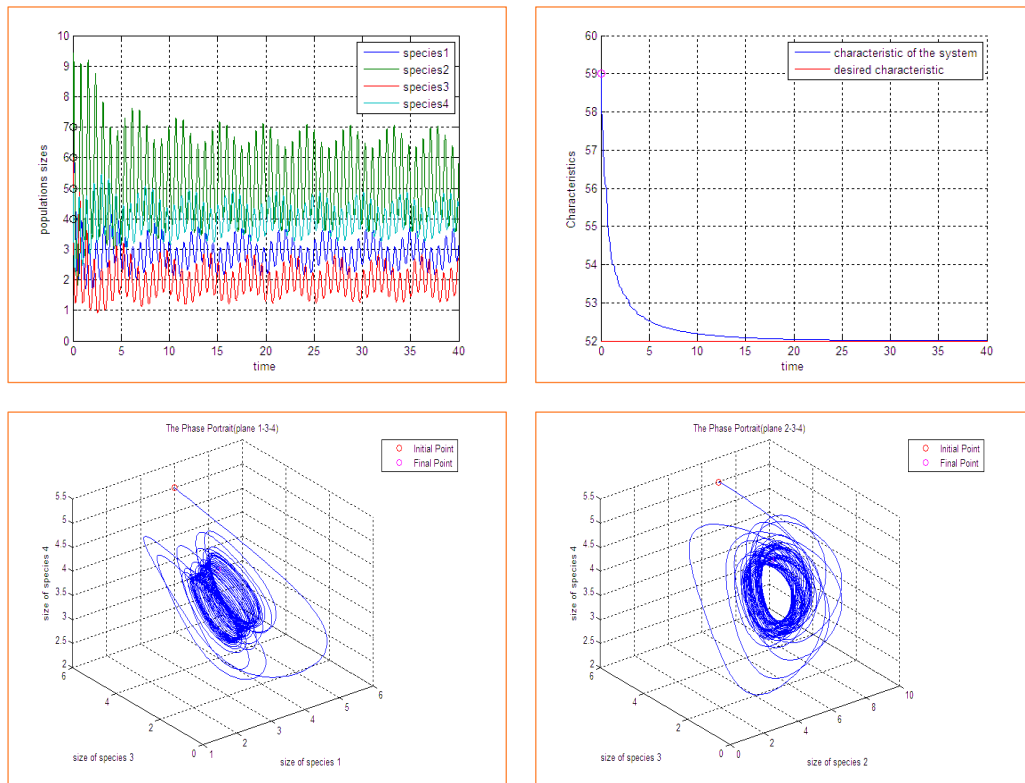 10
9
8
7
6
5
4
3
2
1
0
populations sizes
species1
species2
species3
species4
0 5 10 15 20 25 30 35 40
time
60
59
58
57
56
55
54
53
52
Characteristics
characteristic of the system
desired characteristic
0 5 10 15 20 25 30 35 40
time
The Phase Portrait(plane 1-3-4)
Initial Point
Final Point
5.5
5
4.5
4
3.5
3
2.5
2
size of species 4
6
4
2
0
size of species 3
1
2
3
4
5
6
size of species 1
The Phase Portrait(plane 2-3-4)
Initial Point
Final Point
5.5
5
4.5
4
3.5
3
2.5
2
size of species 4
6
4
2
0
size of species 3
0
2
4
6
8
10
size of species 2